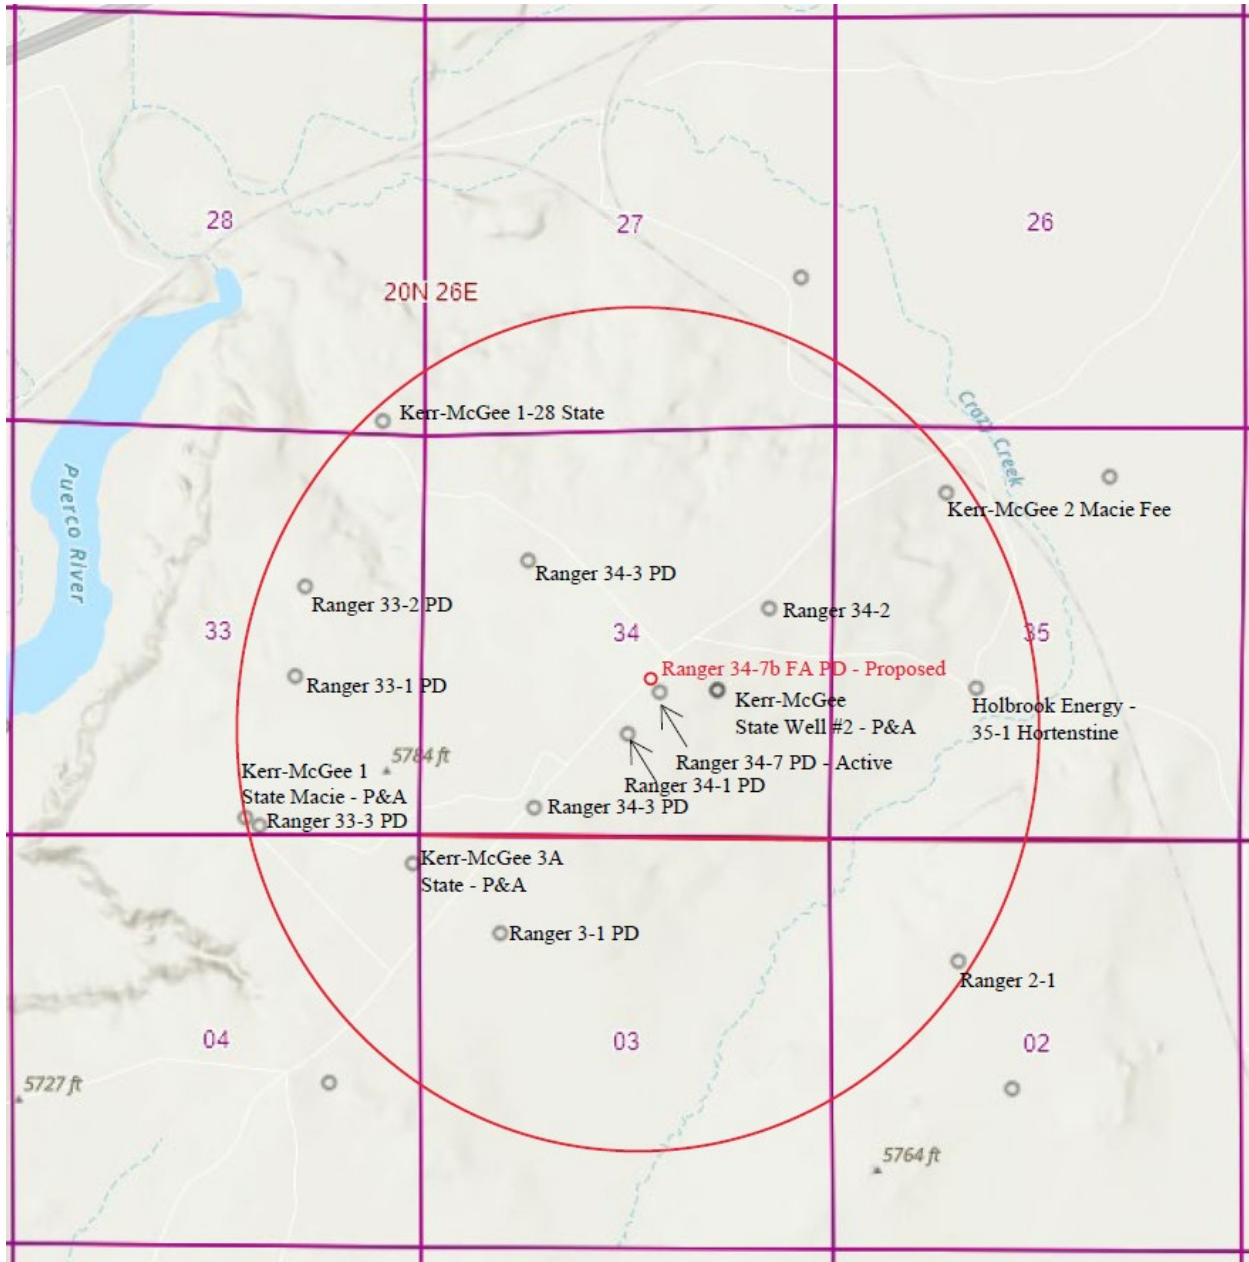 28
27
26
20N 26E
Crazy Creek
Kerr-McGee 1-28 State
Puerco River
Kerr-McGee 2 Macie Fee
Ranger 34-3 PD
Ranger 33-2 PD
Ranger 34-2
33
34
35
Ranger 34-7b FA PD - Proposed
Ranger 33-1 PD
Kerr-McGee
State Well #2 - P&A
Holbrook Energy -
35-1 Hortenstine
5784 ft
Ranger 34-7 PD - Active
Kerr-McGee 1
State Macie - P&A
Ranger 34-1 PD
Ranger 34-3 PD
Ranger 33-3 PD
Kerr-McGee 3A
State - P&A
Ranger 3-1 PD
Ranger 2-1
04
03
02
5727 ft
5764 ft